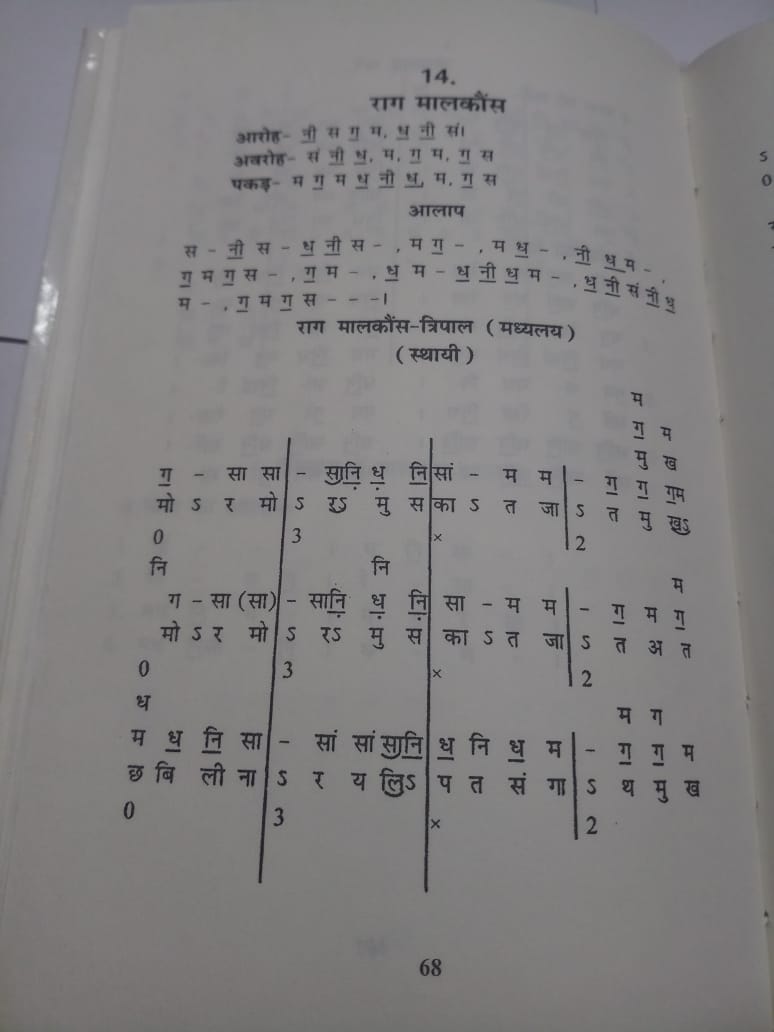 14.
राग मालकौंस
आरोह- नी॒ स ग॒ म, ध॒ नी॒ सं।
अवरोह- सं नी॒ ध॒, म, ग॒ म, ग॒ स
पकड़- म ग॒ म ध॒ नी॒ ध॒, म, ग॒ स
आलाप
स - नी॒ स - ध॒ नी॒ स - , म ग॒ - , म ध॒ - , नी॒ ध॒ म - ,
ग॒ म ग॒ स - , ग॒ म - , ध॒ म - ध॒ नी॒ ध॒ म - , ध॒ नी॒ सं नी॒ ध॒
म - , ग॒ म ग॒ स - - -।
राग मालकौंस-त्रिपाल ( मध्यलय )
( स्थायी )
म
ग॒ म
मु ख
ग॒ - सा सा - सा़नि़॒ ध़॒ नि़॒ सां - म म - ग॒ ग॒ ग॒म
मो ऽ र मो ऽ रऽ मु स का ऽ त जा ऽ त मु खऽ
0 3 × 2
नि नि म
ग - सा (सा) - सानि़॒ ध़॒ नि़॒ सा - म म - ग॒ म ग॒
मो ऽ र मो ऽ रऽ मु सं का ऽ त जा ऽ त अ त
0 3 × 2
ध म ग
म ध॒ नि॒ सा - सां सां सा॒नि॒ ध॒ नि ध॒ म - ग॒ ग॒ म
छ बि ली ना ऽ र य लिऽ प त सं गा ऽ थ मु ख
0 3 × 2
68
ऽ
0